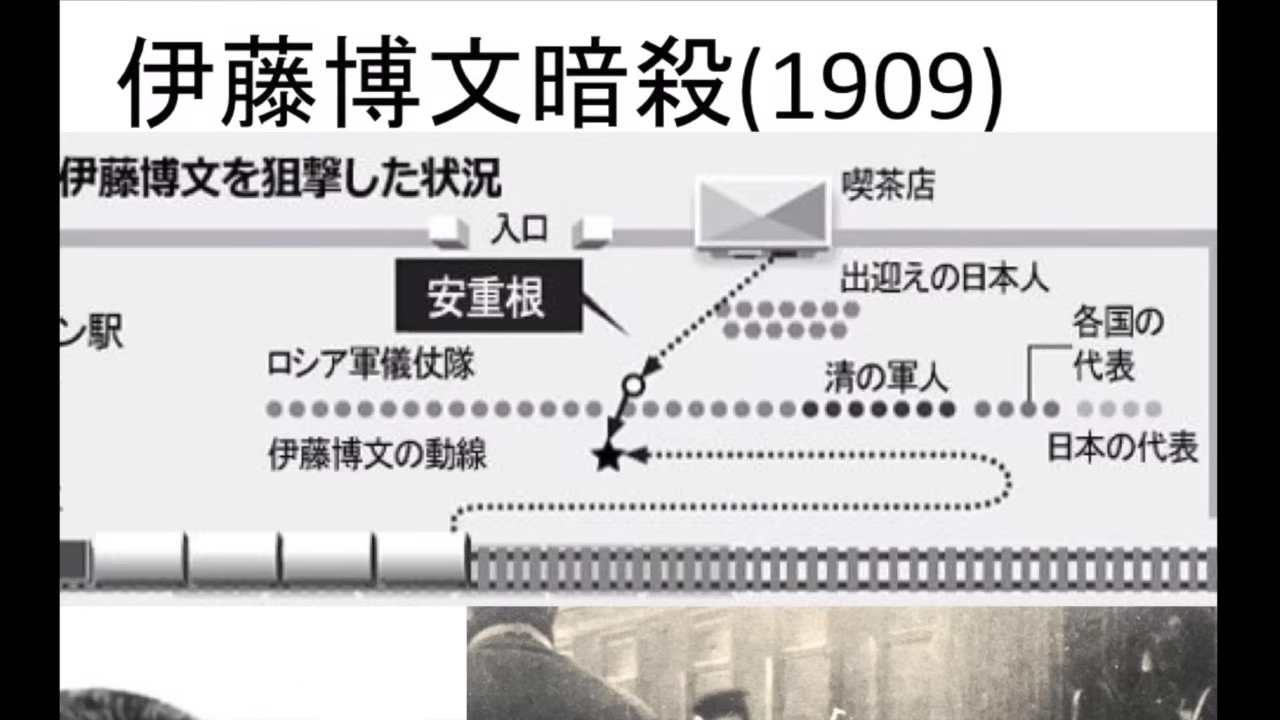 伊藤博文暗殺(1909)
伊藤博文を狙撃した状況
喫茶店
入口
安重根
出迎えの日本人
ン駅
各国の
代表
ロシア軍儀仗隊
清の軍人
伊藤博文の動線
日本の代表